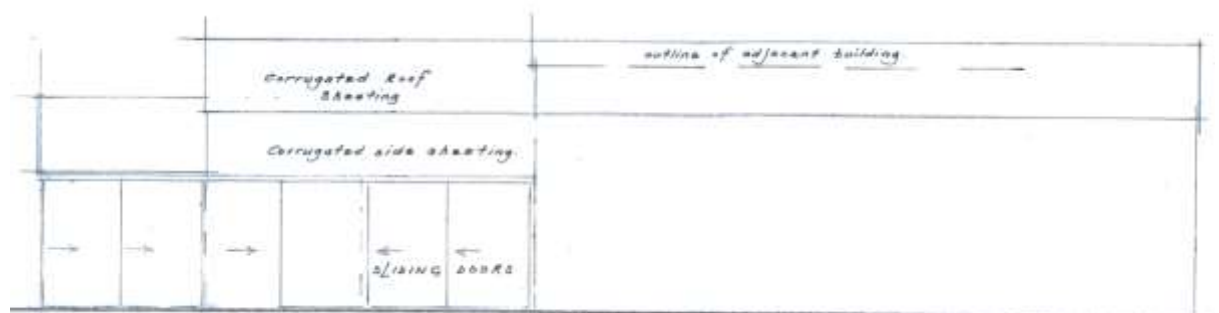 outline of adjacent building.
Corrugated Roof
Sheeting
Corrugated side sheeting.
SLIDING DOORS